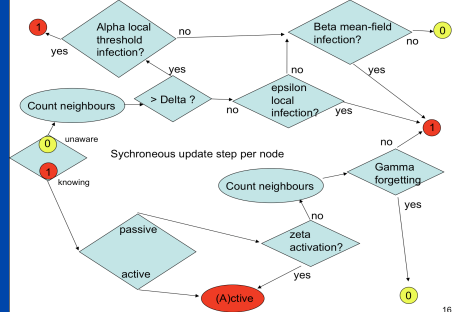 1
Alpha local
threshold
infection?
no
yes
Beta mean-field
infection?
no
0
yes
yes
Count neighbours
> Delta ?
no
no
epsilon
local
infection?
yes
1
0
unaware
1
knowing
Sychroneous update step per node
no
Count neighbours
Gamma
forgetting
yes
no
passive
active
zeta
activation?
yes
(A)ctive
0
16